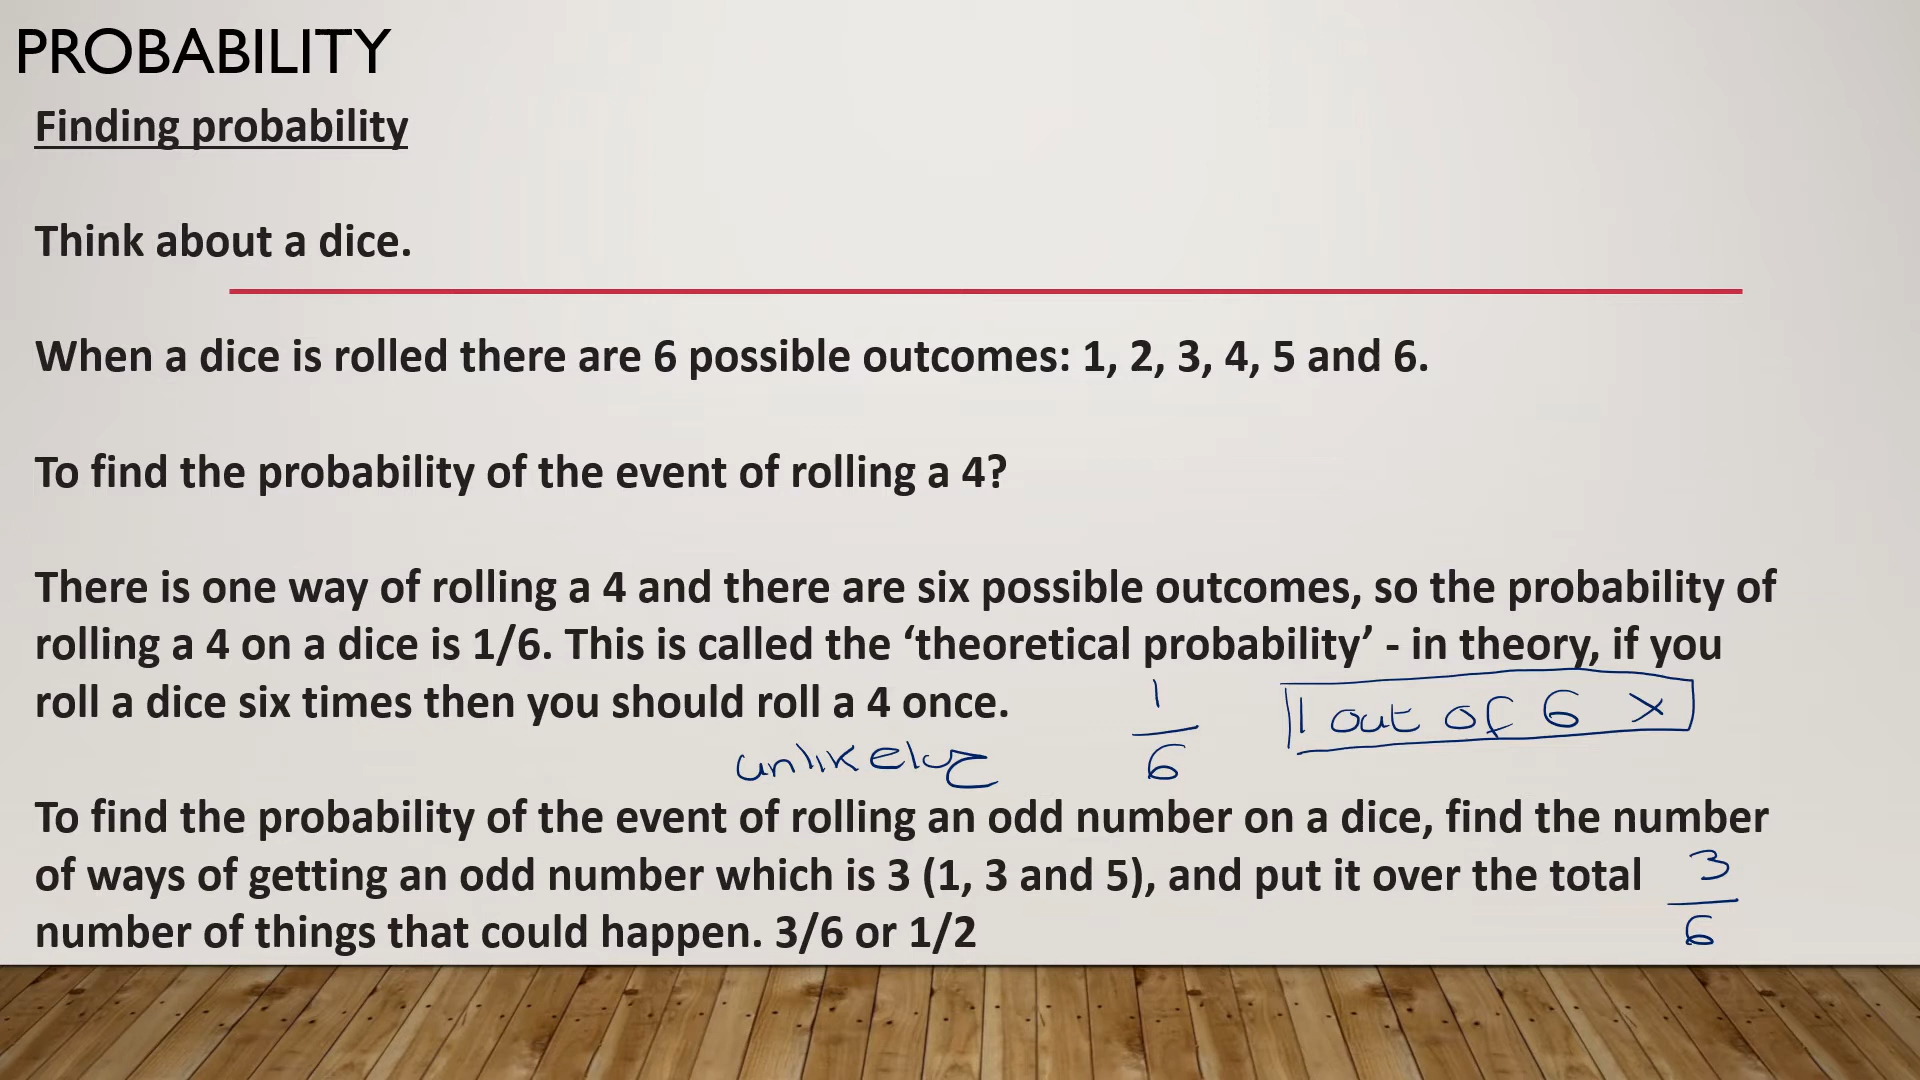 PROBABILITY
Finding probability
Think about a dice.
When a dice is rolled there are 6 possible outcomes: 1, 2, 3, 4, 5 and 6.
To find the probability of the event of rolling a 4?
There is one way of rolling a 4 and there are six possible outcomes, so the probability of
rolling a 4 on a dice is 1/6. This is called the ‘theoretical probability’ - in theory, if you
roll a dice six times then you should roll a 4 once.
1
6
1 out of 6 ×
unlikely
To find the probability of the event of rolling an odd number on a dice, find the number
of ways of getting an odd number which is 3 (1, 3 and 5), and put it over the total
3
6
number of things that could happen. 3/6 or 1/2